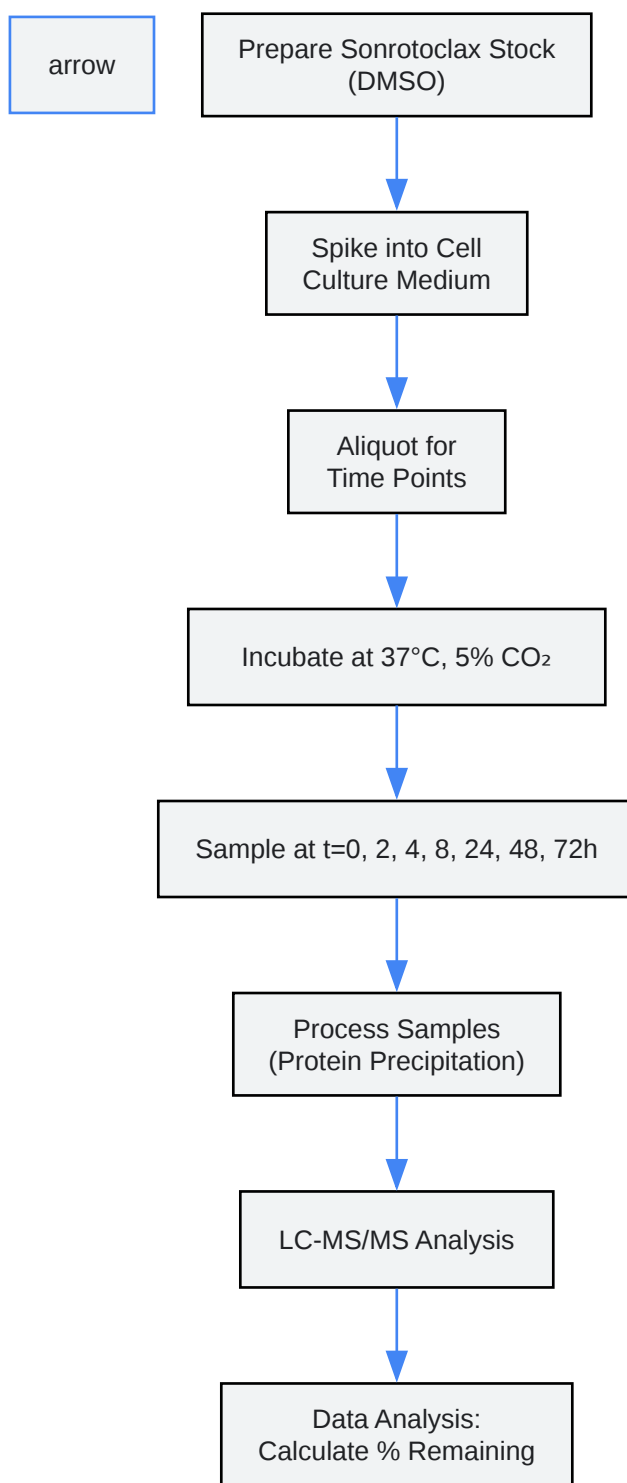 arrow
Prepare Sonrotoclax Stock
(DMSO)
Spike into Cell
Culture Medium
Aliquot for
Time Points
Incubate at 37°C, 5% CO₂
Sample at t=0, 2, 4, 8, 24, 48, 72h
Process Samples
(Protein Precipitation)
LC-MS/MS Analysis
Data Analysis:
Calculate % Remaining